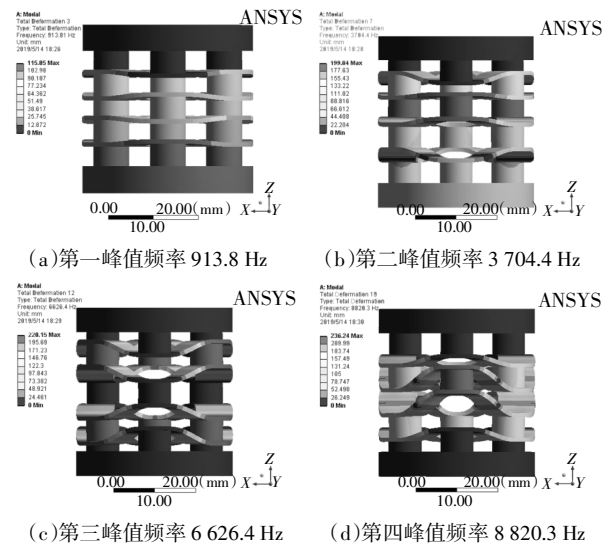 A: Modal
Total Deformation 3
Type: Total Deformation
Frequency: 913.81 Hz
Unit: mm
2019/5/14 18:26
ANSYS
115.85 Max
102.98
90.107
77.234
64.362
51.49
38.617
25.745
12.872
0 Min
0.00
20.00(mm)
10.00
Z
X
Y
(a)第一峰值频率 913.8 Hz
A: Modal
Total Deformation 7
Type: Total Deformation
Frequency: 3704.4 Hz
Unit: mm
2019/5/14 18:28
ANSYS
199.84 Max
177.63
155.43
133.22
111.02
88.816
66.612
44.408
22.204
0 Min
0.00
20.00(mm)
10.00
Z
X
Y
(b)第二峰值频率 3 704.4 Hz
A: Modal
Total Deformation 12
Type: Total Deformation
Frequency: 6626.4 Hz
Unit: mm
2019/5/14 18:29
ANSYS
220.15 Max
195.69
171.23
146.76
122.3
97.843
73.382
48.921
24.461
0 Min
0.00
20.00(mm)
10.00
Z
X
Y
(c)第三峰值频率 6 626.4 Hz
A: Modal
Total Deformation 19
Type: Total Deformation
Frequency: 8820.3 Hz
Unit: mm
2019/5/14 18:30
ANSYS
236.24 Max
209.99
183.74
157.49
131.24
105
78.747
52.498
26.249
0 Min
0.00
20.00(mm)
10.00
Z
X
Y
(d)第四峰值频率 8 820.3 Hz